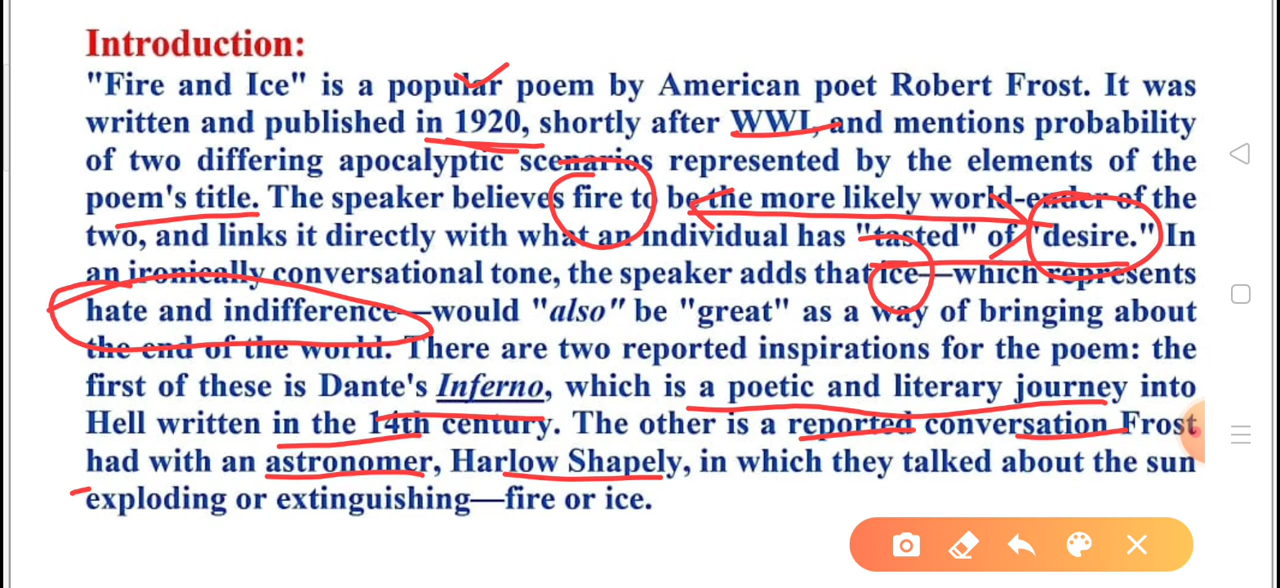 Introduction:
"Fire and Ice" is a popular poem by American poet Robert Frost. It was
written and published in 1920, shortly after WWI, and mentions probability
of two differing apocalyptic scenarios represented by the elements of the
poem's title. The speaker believes fire to be the more likely world-ender of the
two, and links it directly with what an individual has "tasted" of "desire." In
an ironically conversational tone, the speaker adds that ice—which represents
hate and indifference—would "also" be "great" as a way of bringing about
the end of the world. There are two reported inspirations for the poem: the
first of these is Dante's Inferno, which is a poetic and literary journey into
Hell written in the 14th century. The other is a reported conversation Frost
had with an astronomer, Harlow Shapely, in which they talked about the sun
exploding or extinguishing—fire or ice.